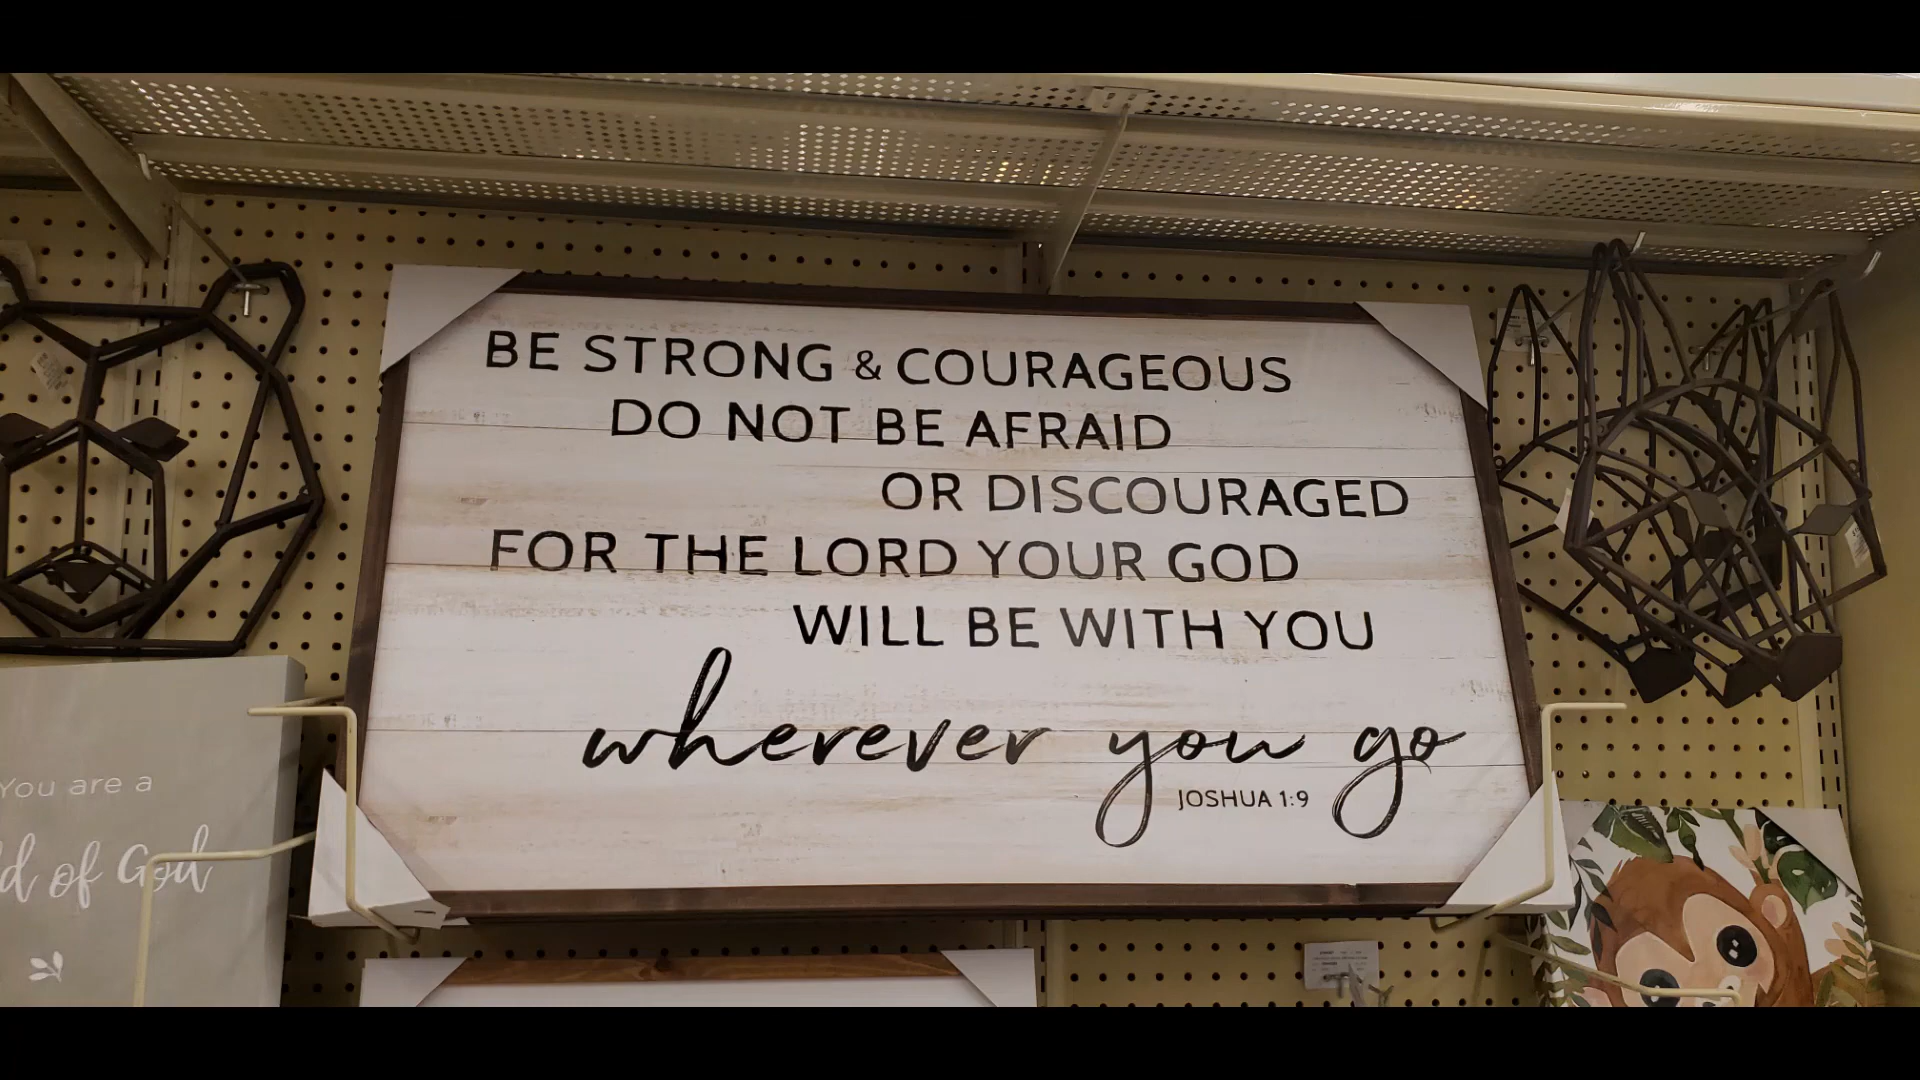 BE STRONG & COURAGEOUS
DO NOT BE AFRAID
OR DISCOURAGED
FOR THE LORD YOUR GOD
WILL BE WITH YOU
wherever you go
JOSHUA 1:9
You are a
of God